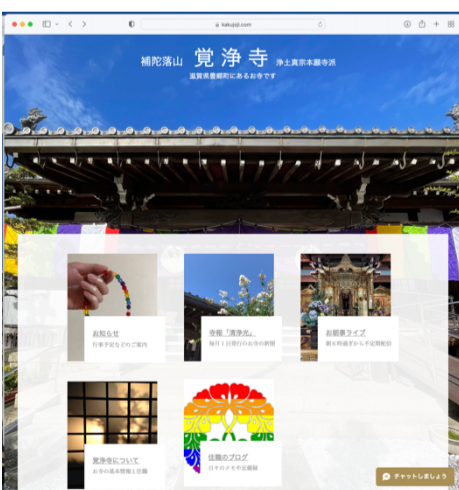 kakujoji.com
補陀落山 覚浄寺 浄土真宗本願寺派
滋賀県豊郷町にあるお寺です
お知らせ
行事予定などのご案内
寺報「清浄光」
毎月1日発行のお寺の新聞
お朝事ライブ
朝6時過ぎから不定期配信
覚浄寺について
お寺の基本情報と住職
住職のブログ
日々のメモや忘備録
チャットしましょう